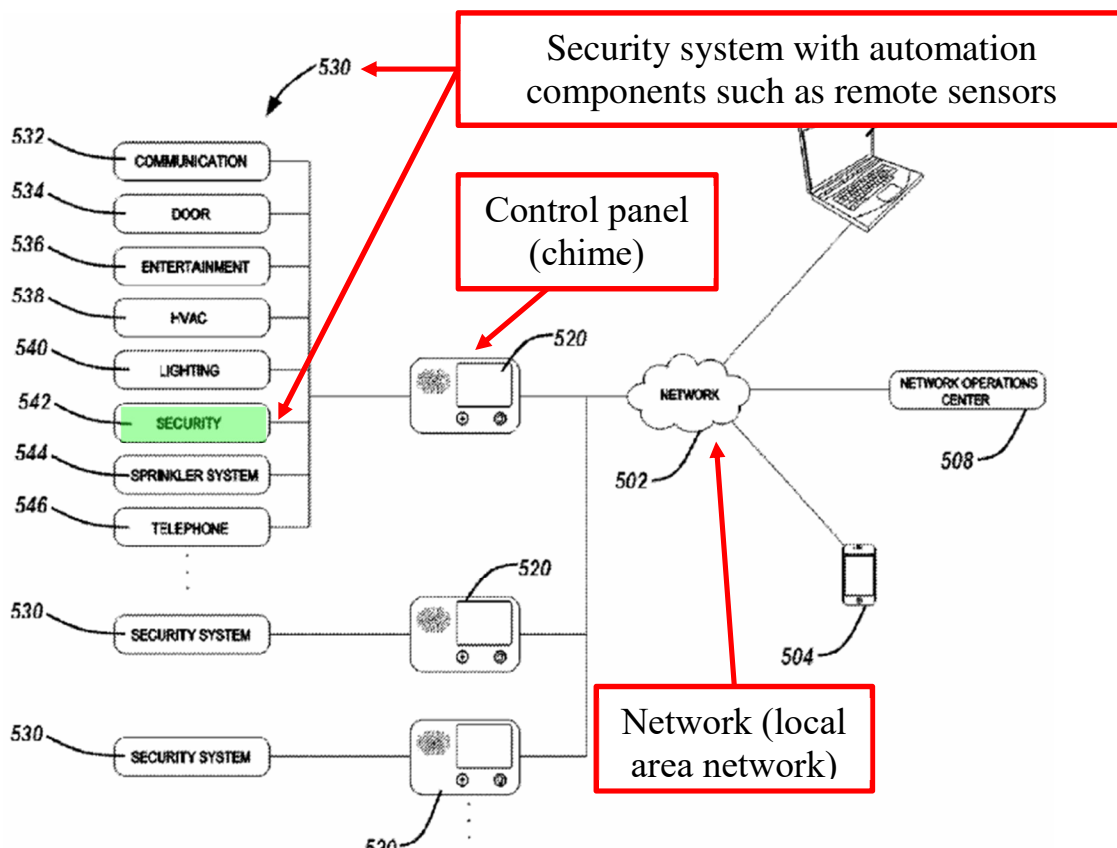 Security system with automation
components such as remote sensors
530
532
COMMUNICATION
534
DOOR
536
ENTERTAINMENT
538
HVAC
540
LIGHTING
542
SECURITY
544
SPRINKLER SYSTEM
546
TELEPHONE
Control panel
(chime)
520
NETWORK
502
NETWORK OPERATIONS
CENTER
508
504
530
SECURITY SYSTEM
520
530
SECURITY SYSTEM
Network (local
area network)